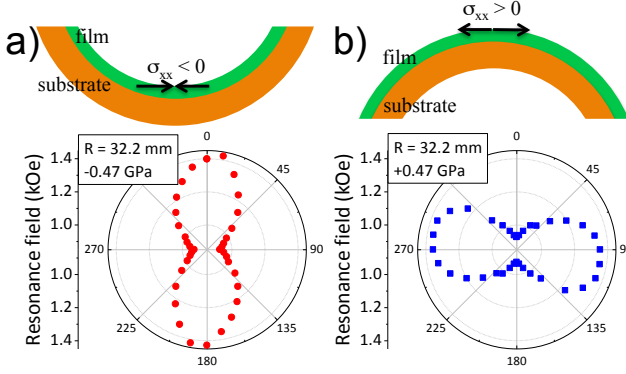 a)
film
substrate
σxx < 0
R = 32.2 mm
-0.47 GPa
Resonance field (kOe)
1.4
1.2
1.0
1.0
1.2
1.4
0
45
90
135
180
225
270
b)
σxx > 0
film
substrate
R = 32.2 mm
+0.47 GPa
Resonance field (kOe)
1.4
1.2
1.0
1.0
1.2
1.4
0
45
9
135
180
225
270